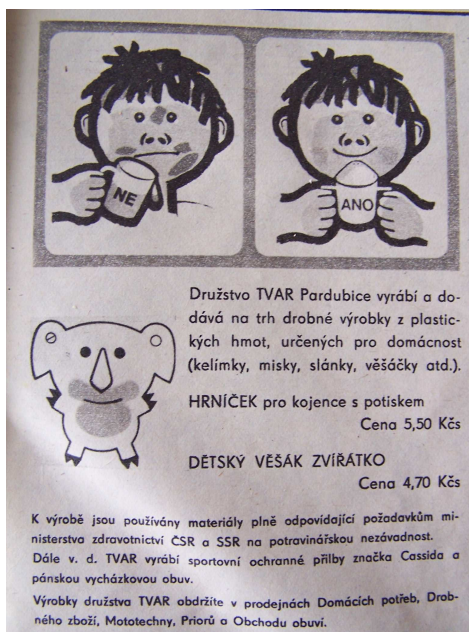 NE
ANO
Družstvo TVAR Pardubice vyrábí a do-
dává na trh drobné výrobky z plastic-
kých hmot, určených pro domácnost
(kelímky, misky, slánky, věšáčky atd.).
HRNÍČEK pro kojence s potiskem
Cena 5,50 Kčs
DĚTSKÝ VĚŠÁK ZVÍŘÁTKO
Cena 4,70 Kčs
K výrobě jsou používány materiály plně odpovídající požadavkům mi-
nisterstva zdravotnictví ČSR a SSR na potravinářskou nezávadnost.
Dále v. d. TVAR vyrábí sportovní ochranné přilby značka Cassida a
pánskou vycházkovou obuv.
Výrobky družstva TVAR obdržíte v prodejnách Domácích potřeb, Drob-
ného zboží, Mototechny, Priorů a Obchodu obuví.